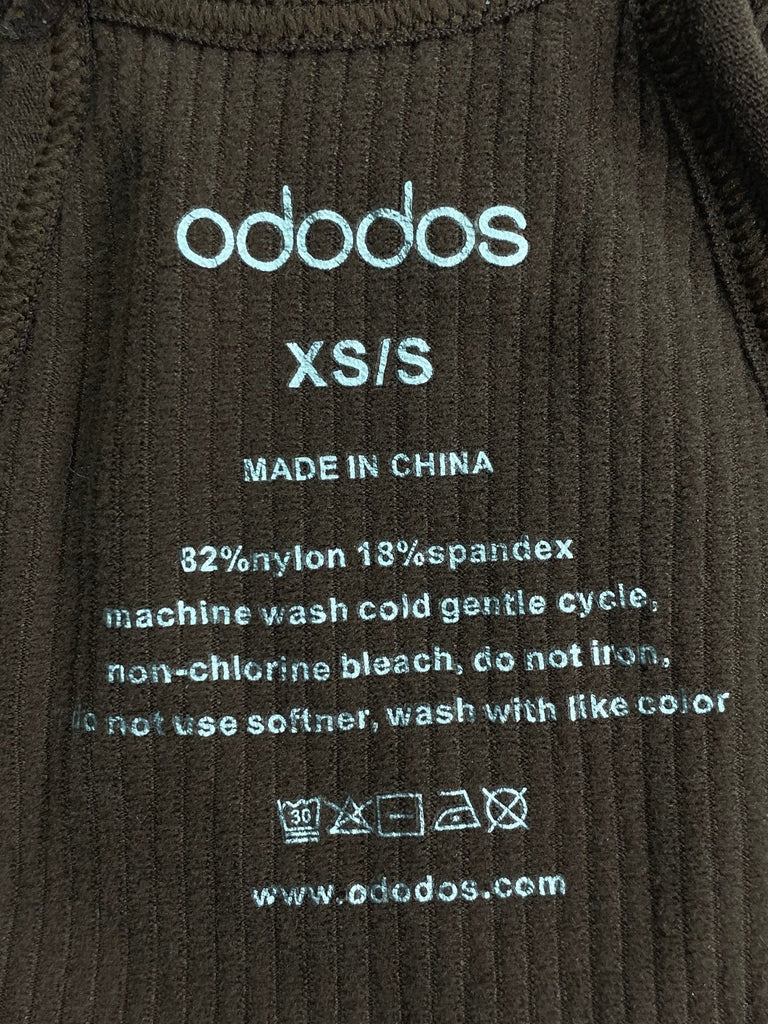 ododos
XS/S
MADE IN CHINA
82%nylon 18%spandex
machine wash cold gentle cycle,
non-chlorine bleach, do not iron,
do not use softner, wash with like color
30
www.ododos.com